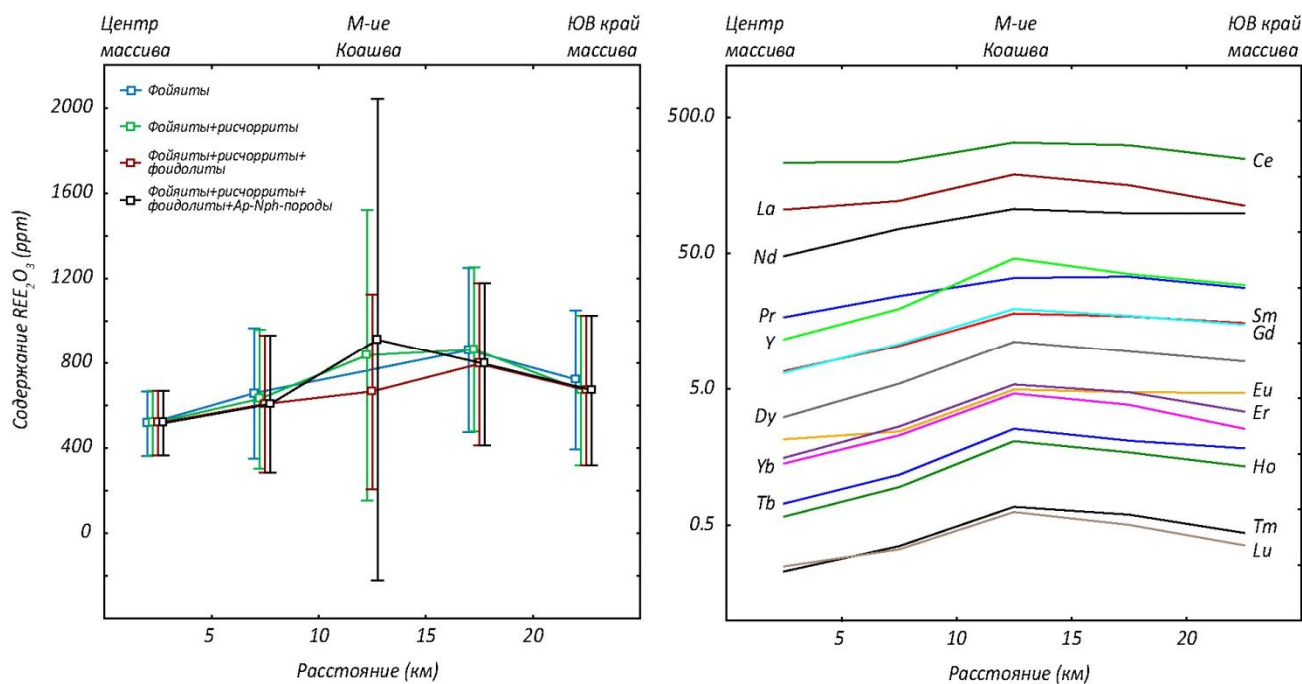 Центр
массива
М-ие
Коашва
ЮВ край
массива
Фойяиты
Фойяиты+рисчорриты
Фойяиты+рисчорриты+
фоидолиты
Фойяиты+рисчорриты+
фоидолиты+Ap-Nph-породы
Содержание REE₂O₃ (ppm)
2000
1600
1200
800
400
0
5
10
15
20
Расстояние (км)
Центр
массива
М-ие
Коашва
ЮВ край
массива
500.0
50.0
5.0
0.5
La
Nd
Pr
Y
Dy
Yb
Tb
Ce
Sm
Gd
Eu
Er
Ho
Tm
Lu
5
10
15
20
Расстояние (км)